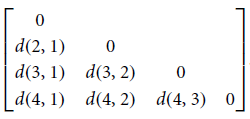 0
d(2, 1) 0
d(3, 1) d(3, 2) 0
d(4, 1) d(4, 2) d(4, 3) 0